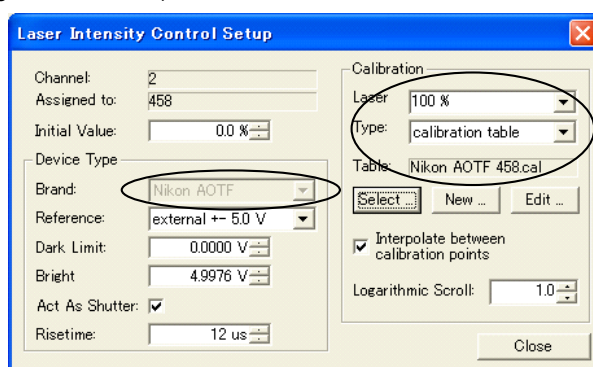 Laser Intensity Control Setup
Channel: 2
Assigned to: 458
Initial Value: 0.0 %
Device Type
Brand: Nikon AOTF
Reference: external +- 5.0 V
Dark Limit: 0.0000 V
Bright 4.9976 V
Act As Shutter:
Risetime: 12 us
Calibration
Laser 100 %
Type: calibration table
Table: Nikon AOTF 458.cal
Select ... New ... Edit ...
Interpolate between
calibration points
Logarithmic Scroll: 1.0
Close